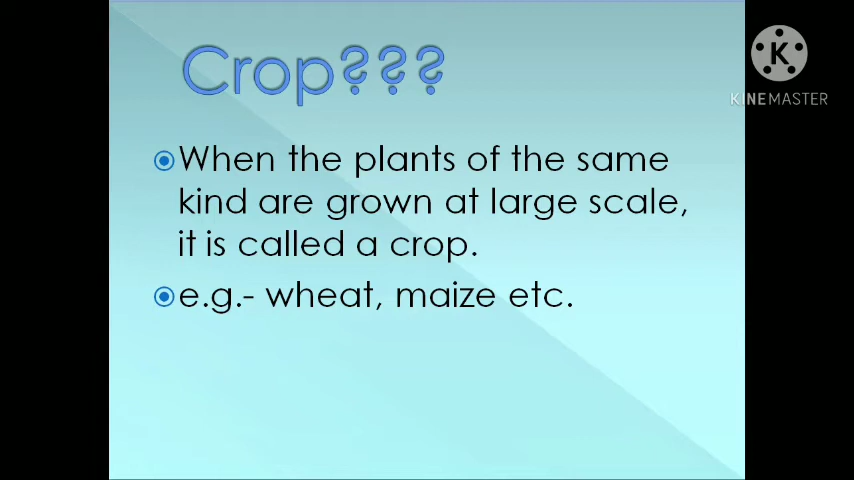 Crop???
K
KINEMASTER
When the plants of the same
kind are grown at large scale,
it is called a crop.
e.g.- wheat, maize etc.